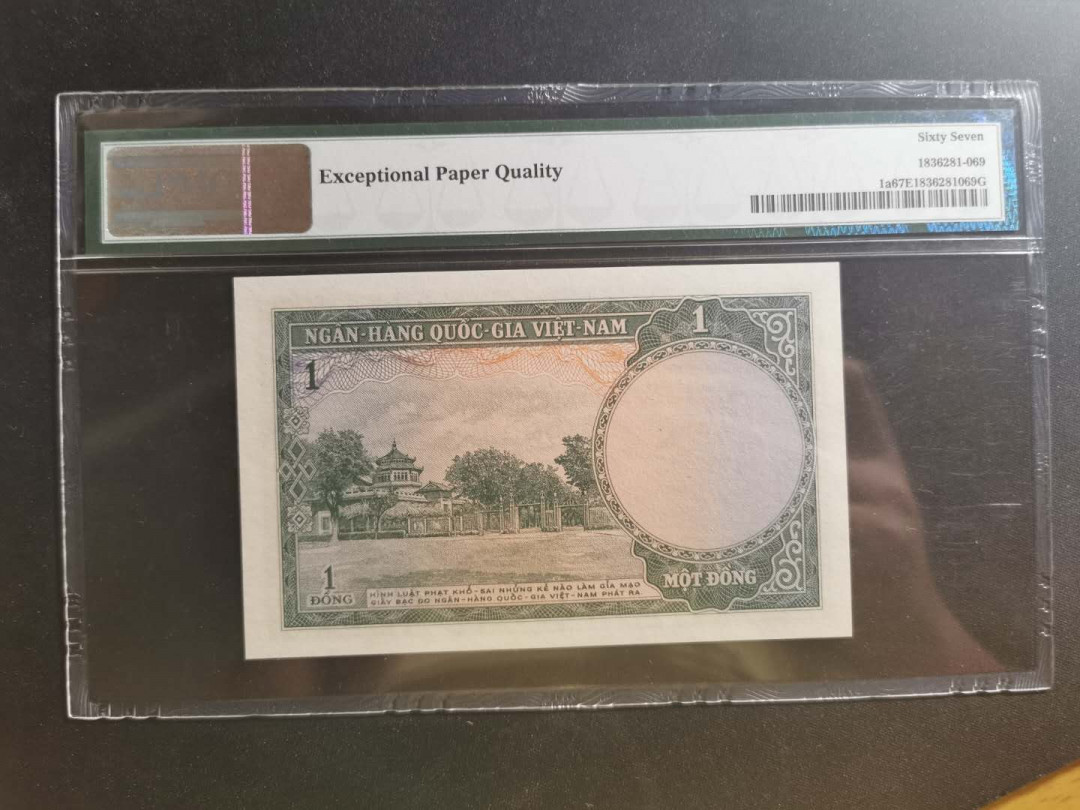 Sixty Seven
Exceptional Paper Quality
1836281-069
1a67E1836281069G
NGÂN-HÀNG QUỐC-GIA VIỆT-NAM
1
1
1
ĐỒNG
HÌNH LUẬT PHẠT KHỔ-SAI NHỮNG KẺ NÀO LÀM GIẢ MẠO
GIẤY BẠC DO NGÂN-HÀNG QUỐC-GIA VIỆT-NAM PHÁT RA
MỘT ĐỒNG